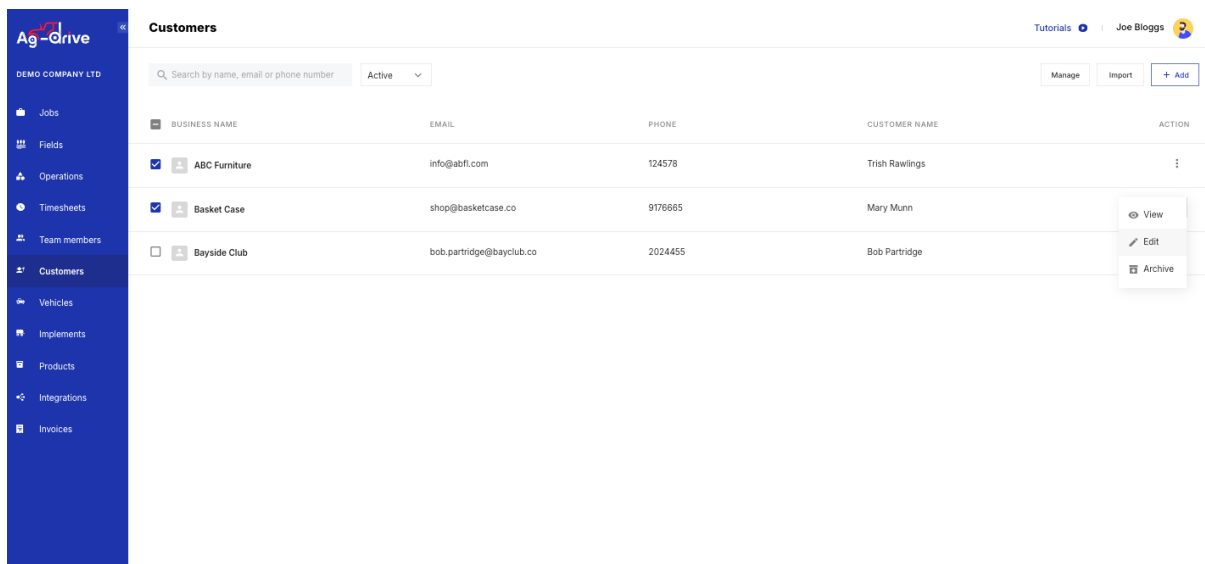 Ag-drive
«
Customers
Tutorials
Joe Bloggs
DEMO COMPANY LTD
Search by name, email or phone number
Active
Manage
Import
+ Add
Jobs
Fields
Operations
Timesheets
Team members
Customers
Vehicles
Implements
Products
Integrations
Invoices
BUSINESS NAME EMAIL PHONE CUSTOMER NAME ACTION
ABC Furniture info@abfl.com 124578 Trish Rawlings
Basket Case shop@basketcase.co 9176665 Mary Munn
Bayside Club bob.partridge@bayclub.co 2024455 Bob Partridge
View
Edit
Archive